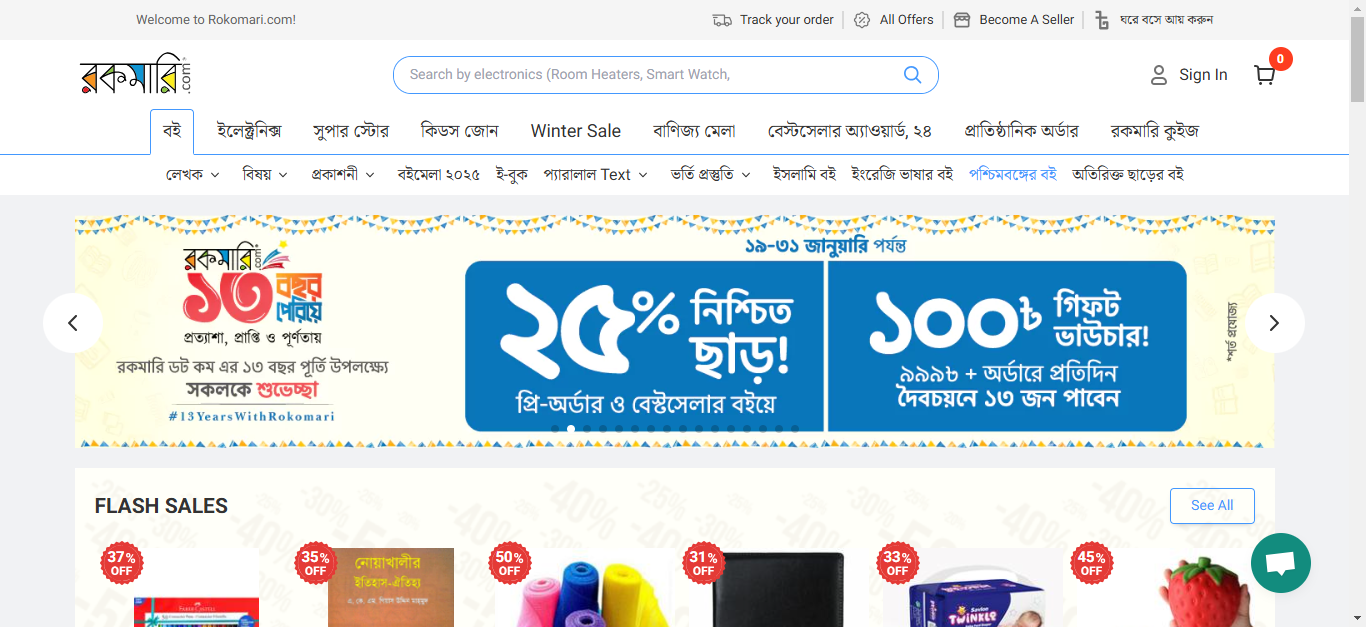 Welcome to Rokomari.com!
Track your order
All Offers
Become A Seller
ঘরে বসে আয় করুন
রকমারি.com
Search by electronics (Room Heaters, Smart Watch,
Sign In
0
বই ইলেক্ট্রনিক্স সুপার স্টোর কিডস জোন Winter Sale বাণিজ্য মেলা বেস্টসেলার অ্যাওয়ার্ড, ২৪ প্রাতিষ্ঠানিক অর্ডার রকমারি কুইজ
লেখক বিষয় প্রকাশনী বইমেলা ২০২৫ ই-বুক প্যারালাল Text ভর্তি প্রস্তুতি ইসলামি বই ইংরেজি ভাষার বই পশ্চিমবঙ্গের বই অতিরিক্ত ছাড়ের বই
রকমারি.com
১৩ বছর
পেরিয়ে
প্রত্যাশা, প্রাপ্তি ও পূর্ণতায়
রকমারি ডট কম এর ১৩ বছর পূর্তি উপলক্ষ্যে
সকলকে শুভেচ্ছা
#13YearsWithRokomari
১৯-৩১ জানুয়ারি পর্যন্ত
২৫% নিশ্চিত
ছাড়!
প্রি-অর্ডার ও বেস্টসেলার বইয়ে
১০০৳ গিফট
ভাউচার!
৯৯৯৳ + অর্ডারে প্রতিদিন
দৈবচয়নে ১৩ জন পাবেন
*শর্ত প্রযোজ্য
FLASH SALES
See All
37%
OFF
35%
OFF
50%
OFF
31%
OFF
33%
OFF
45%
OFF
নোয়াখালীর
ইতিহাস-ঐতিহ্য
FABER-CASTELL
Savlon
TWINKLE